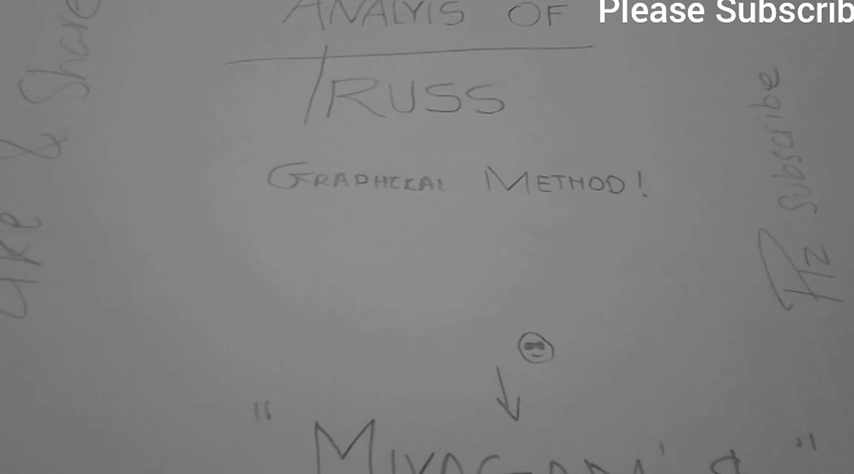 Please Subscrib
ANALYIS OF
TRUSS
GRAPHICAL METHOD!
Like & Share
Plz Subscribe